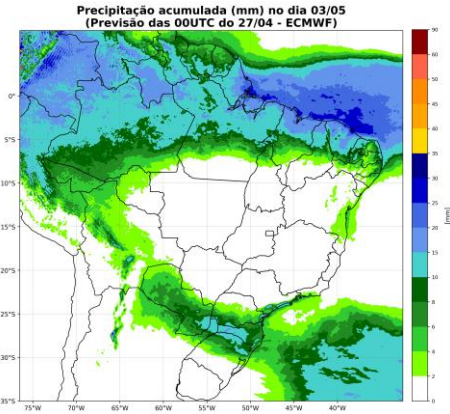 Precipitação acumulada (mm) no dia 03/05
(Previsão das 00UTC do 27/04 - ECMWF)
0°
5°S
10°S
15°S
20°S
25°S
30°S
35°S
75°W
70°W
65°W
60°W
55°W
50°W
45°W
40°W
90
60
50
45
40
35
30
25
20
15
10
8
6
4
2
0
[mm]